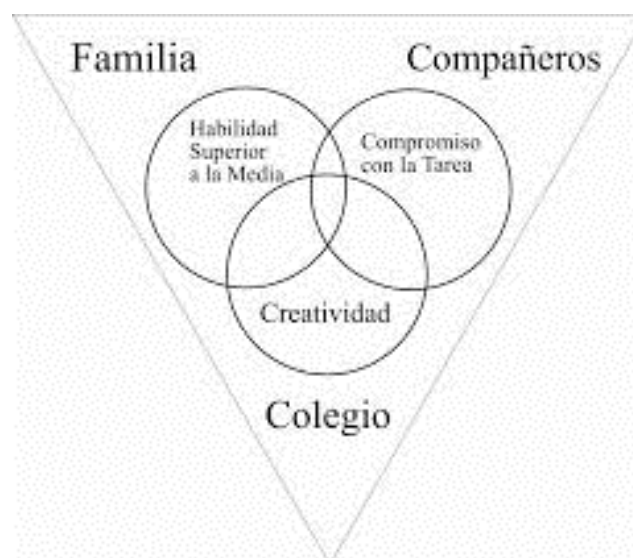 Familia
Compañeros
Habilidad
Superior
a la Media
Compromiso
con la Tarea
Creatividad
Colegio